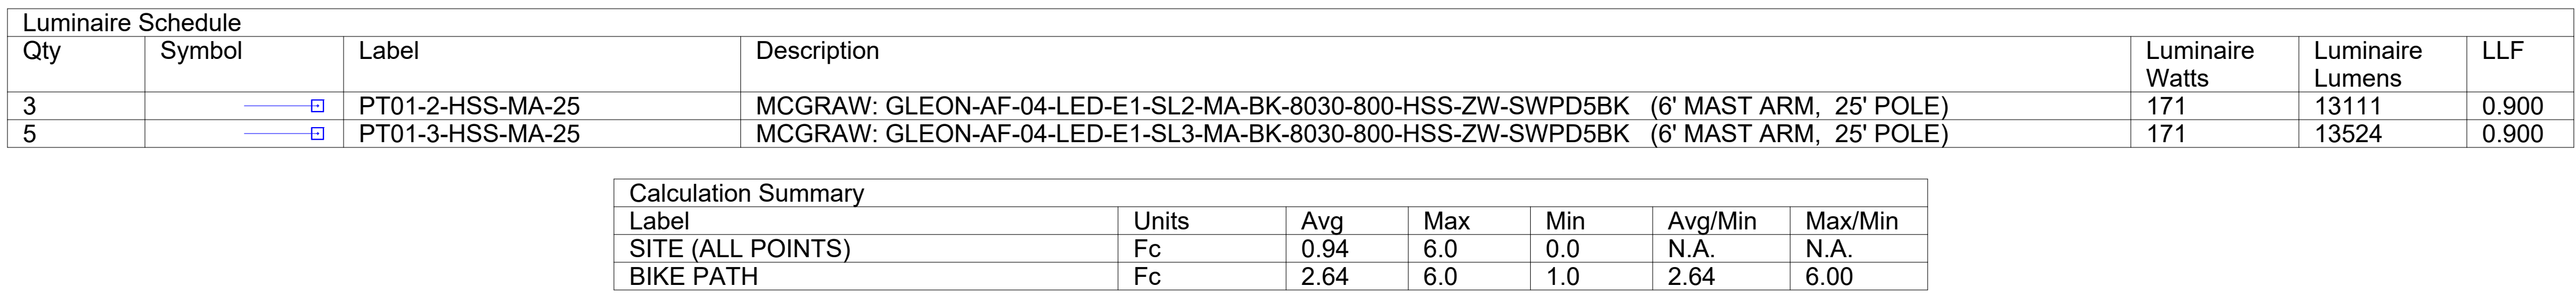 Luminaire Schedule
Qty Symbol Label Description Luminaire Watts Luminaire Lumens LLF
3 PT01-2-HSS-MA-25 MCGRAW: GLEON-AF-04-LED-E1-SL2-MA-BK-8030-800-HSS-ZW-SWPD5BK (6' MAST ARM, 25' POLE) 171 13111 0.900
5 PT01-3-HSS-MA-25 MCGRAW: GLEON-AF-04-LED-E1-SL3-MA-BK-8030-800-HSS-ZW-SWPD5BK (6' MAST ARM, 25' POLE) 171 13524 0.900
Calculation Summary
Label Units Avg Max Min Avg/Min Max/Min
SITE (ALL POINTS) Fc 0.94 6.0 0.0 N.A. N.A.
BIKE PATH Fc 2.64 6.0 1.0 2.64 6.00